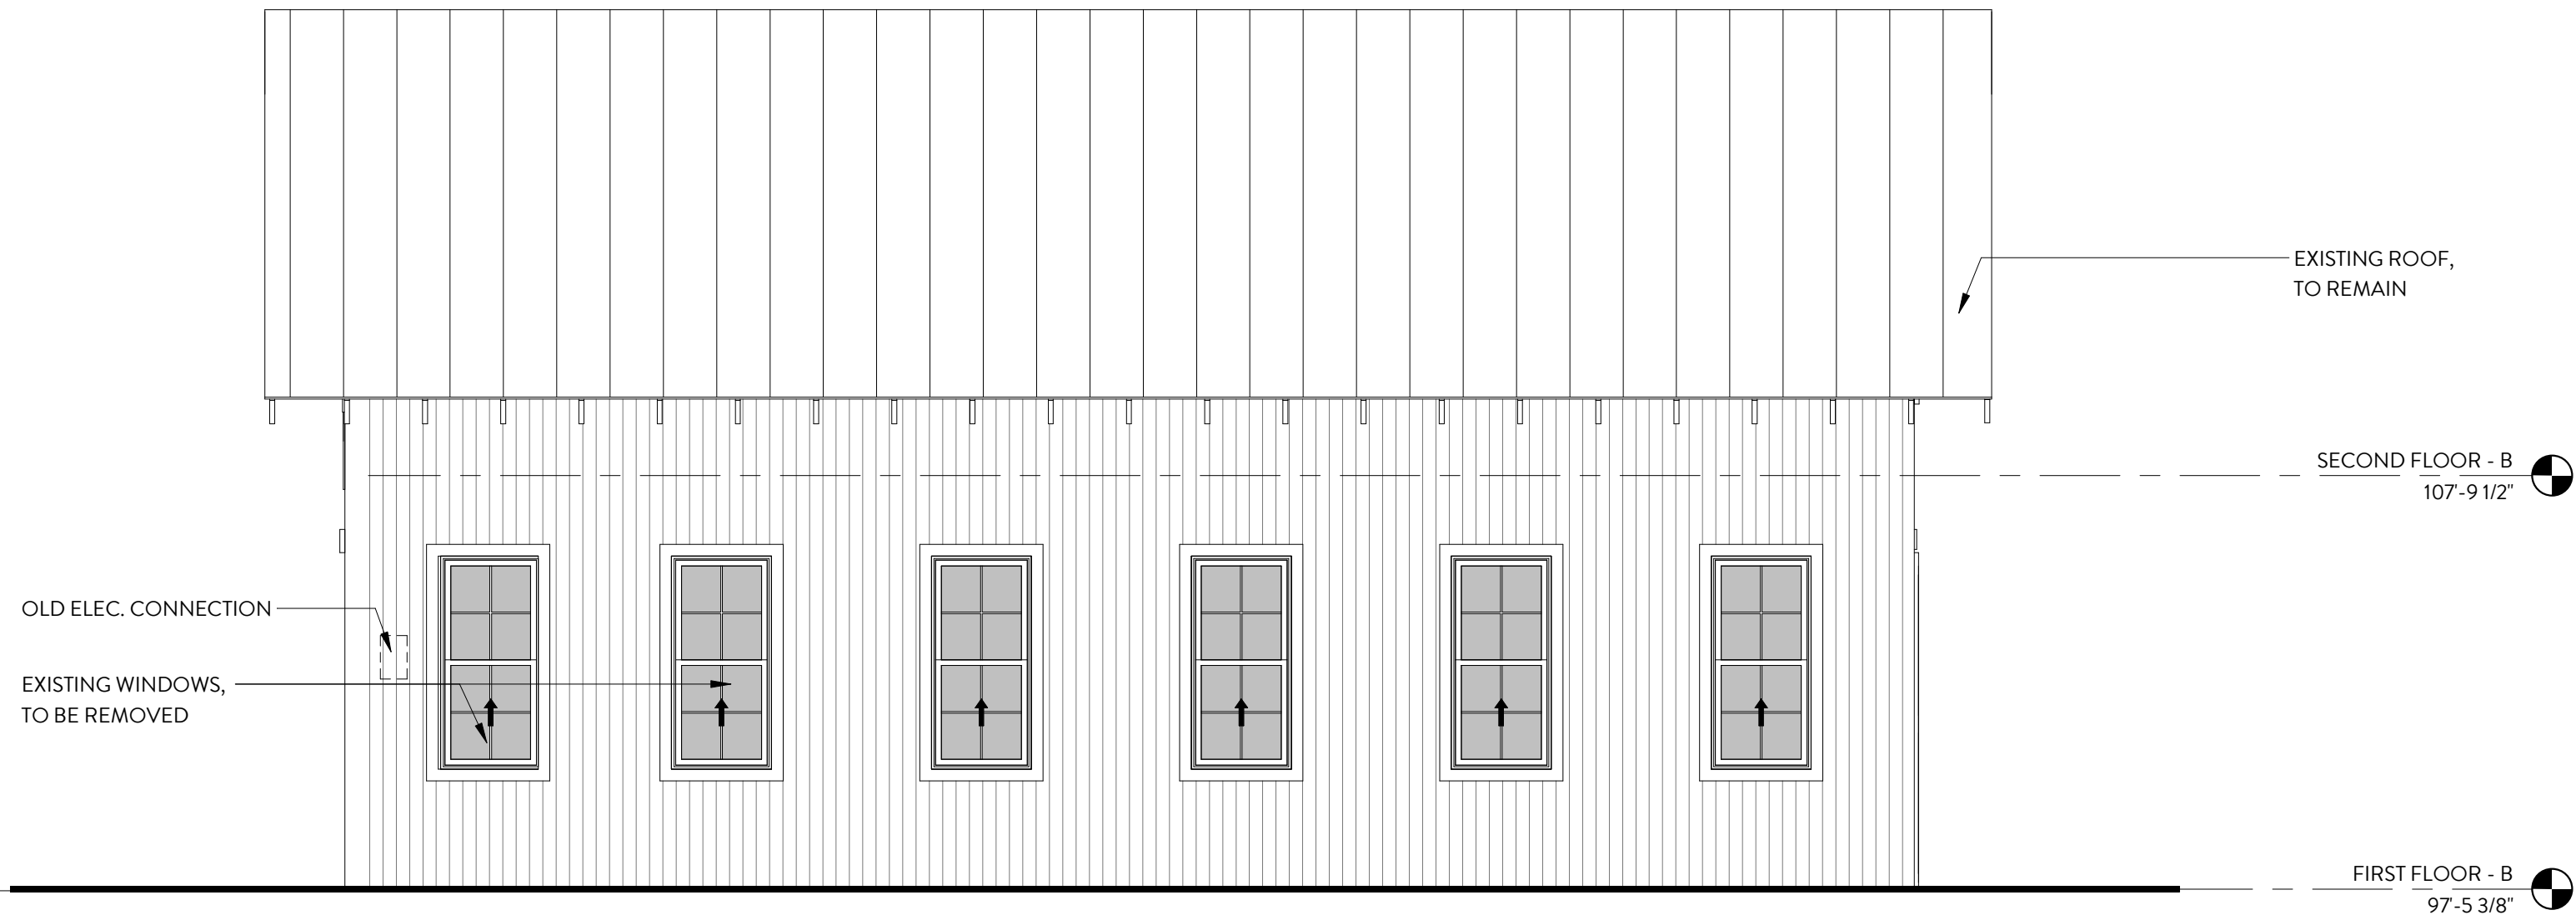 EXISTING ROOF,
TO REMAIN
SECOND FLOOR - B
107'-9 1/2"
OLD ELEC. CONNECTION
EXISTING WINDOWS,
TO BE REMOVED
FIRST FLOOR - B
97'-5 3/8"